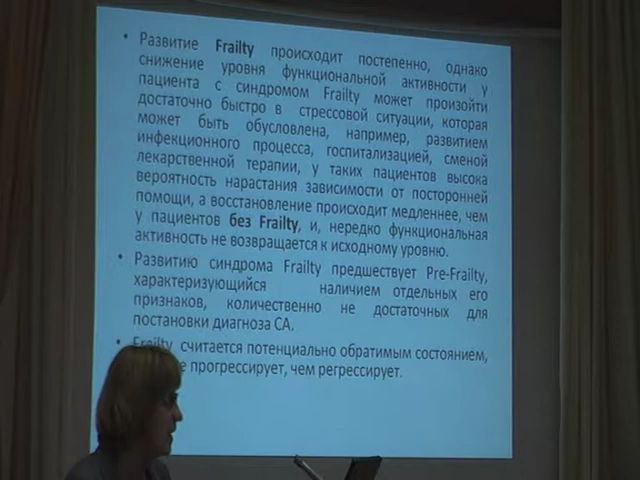 • Развитие Frailty происходит постепенно, однако
снижение уровня функциональной активности у
пациента с синдромом Frailty может произойти
достаточно быстро в стрессовой ситуации, которая
может быть обусловлена, например, развитием
инфекционного процесса, госпитализацией, сменой
лекарственной терапии, у таких пациентов высока
вероятность нарастания зависимости от посторонней
помощи, а восстановление происходит медленнее, чем
у пациентов без Frailty, и, нередко функциональная
активность не возвращается к исходному уровню.
• Развитию синдрома Frailty предшествует Pre-Frailty,
характеризующийся наличием отдельных его
признаков, количественно не достаточных для
постановки диагноза СА.
• Frailty считается потенциально обратимым состоянием,
прогрессирует, чем регрессирует.